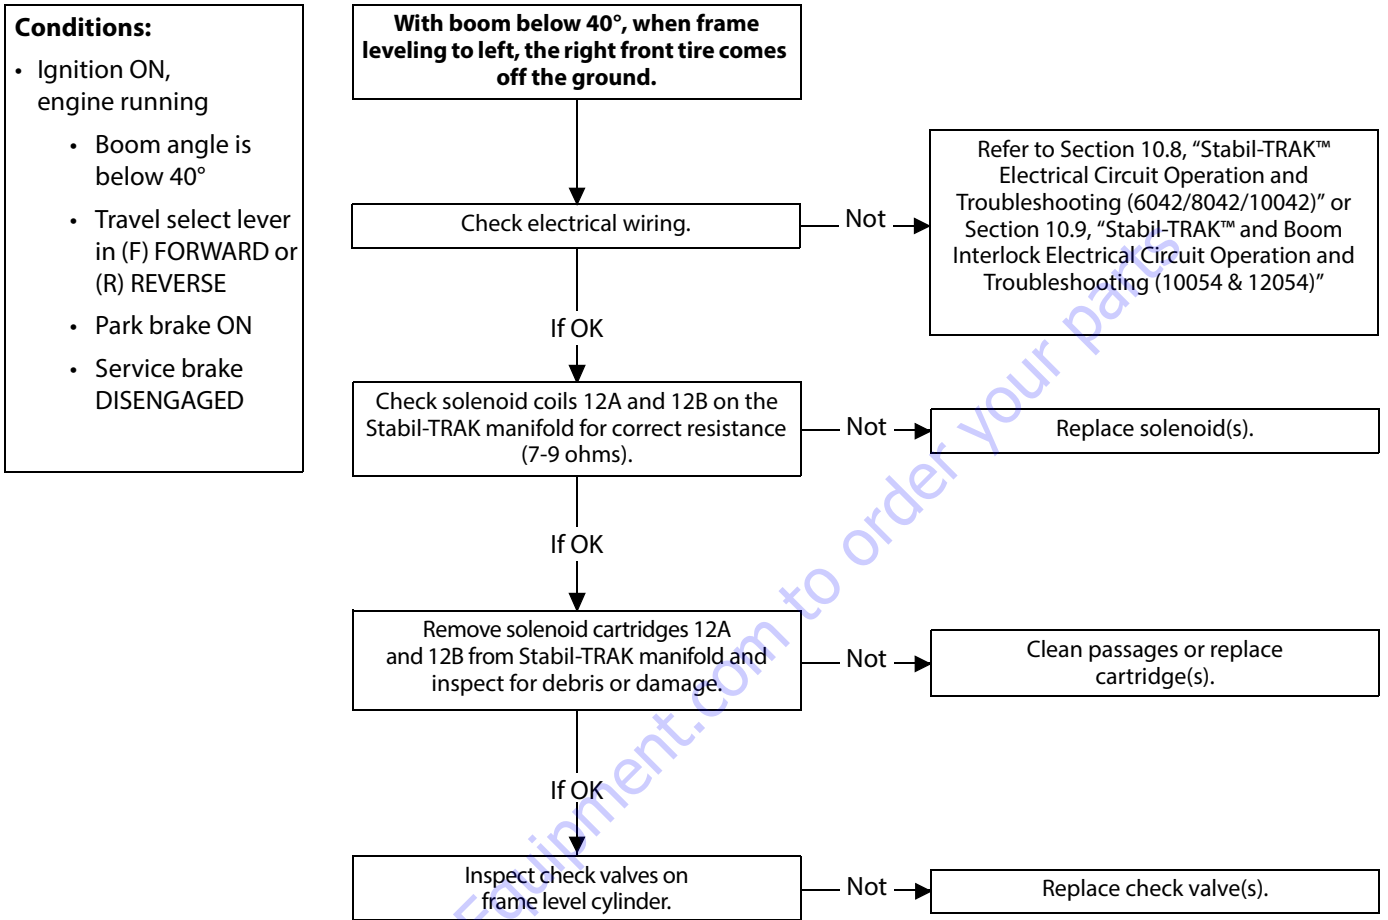 Conditions:
• Ignition ON,
engine running
• Boom angle is
below 40°
• Travel select lever
in (F) FORWARD or
(R) REVERSE
• Park brake ON
• Service brake
DISENGAGED
With boom below 40°, when frame
leveling to left, the right front tire comes
off the ground.
Check electrical wiring.
Not
Refer to Section 10.8, “Stabil-TRAK™
Electrical Circuit Operation and
Troubleshooting (6042/8042/10042)” or
Section 10.9, “Stabil-TRAK™ and Boom
Interlock Electrical Circuit Operation and
Troubleshooting (10054 & 12054)”
If OK
Check solenoid coils 12A and 12B on the
Stabil-TRAK manifold for correct resistance
(7-9 ohms).
Not
Replace solenoid(s).
If OK
Remove solenoid cartridges 12A
and 12B from Stabil-TRAK manifold and
inspect for debris or damage.
Not
Clean passages or replace
cartridge(s).
If OK
Inspect check valves on
frame level cylinder.
Not
Replace check valve(s).
Equipment.com to order your parts